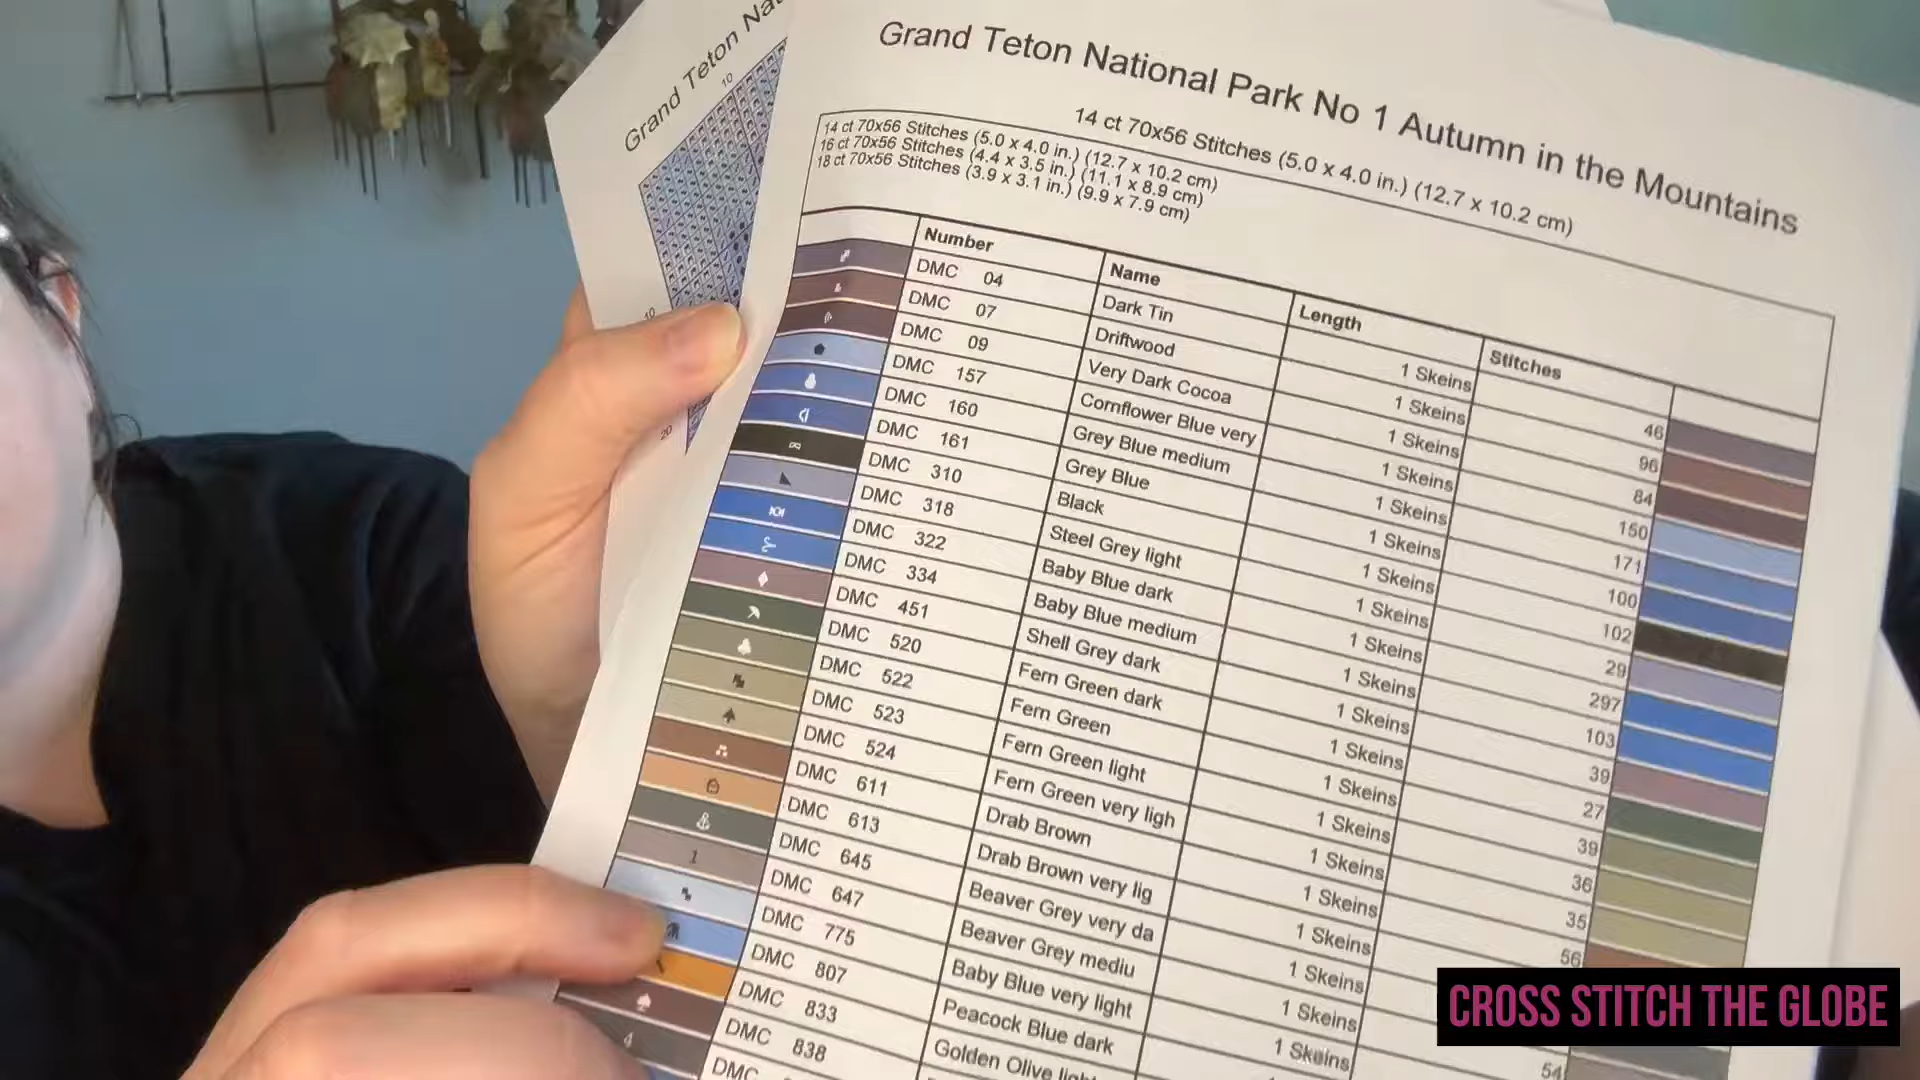 Grand Teton Na
10
10
20
Grand Teton National Park No 1 Autumn in the Mountains
14 ct 70x56 Stitches (5.0 x 4.0 in.) (12.7 x 10.2 cm)
14 ct 70x56 Stitches (5.0 x 4.0 in.) (12.7 x 10.2 cm)
16 ct 70x56 Stitches (4.4 x 3.5 in.) (11.1 x 8.9 cm)
18 ct 70x56 Stitches (3.9 x 3.1 in.) (9.9 x 7.9 cm)
Number Name Length Stitches
DMC 04 Dark Tin 1 Skeins 46
DMC 07 Driftwood 1 Skeins 96
DMC 09 Very Dark Cocoa 1 Skeins 84
DMC 157 Cornflower Blue very 1 Skeins 150
DMC 160 Grey Blue medium 1 Skeins 171
DMC 161 Grey Blue 1 Skeins 100
DMC 310 Black 1 Skeins 102
DMC 318 Steel Grey light 1 Skeins 29
DMC 322 Baby Blue dark 1 Skeins 297
DMC 334 Baby Blue medium 1 Skeins 103
DMC 451 Shell Grey dark 1 Skeins 39
DMC 520 Fern Green dark 1 Skeins 27
DMC 522 Fern Green 1 Skeins 39
DMC 523 Fern Green light 1 Skeins 36
DMC 524 Fern Green very ligh 1 Skeins 35
DMC 611 Drab Brown 1 Skeins 56
DMC 613 Drab Brown very lig 1 Skeins
DMC 645 Beaver Grey very da 1 Skeins
DMC 647 Beaver Grey mediu 1 Skeins 54
DMC 775 Baby Blue very light 1 Skeins
DMC 807 Peacock Blue dark
DMC 833 Golden Olive ligh
DMC 838
DMC
CROSS STITCH THE GLOBE